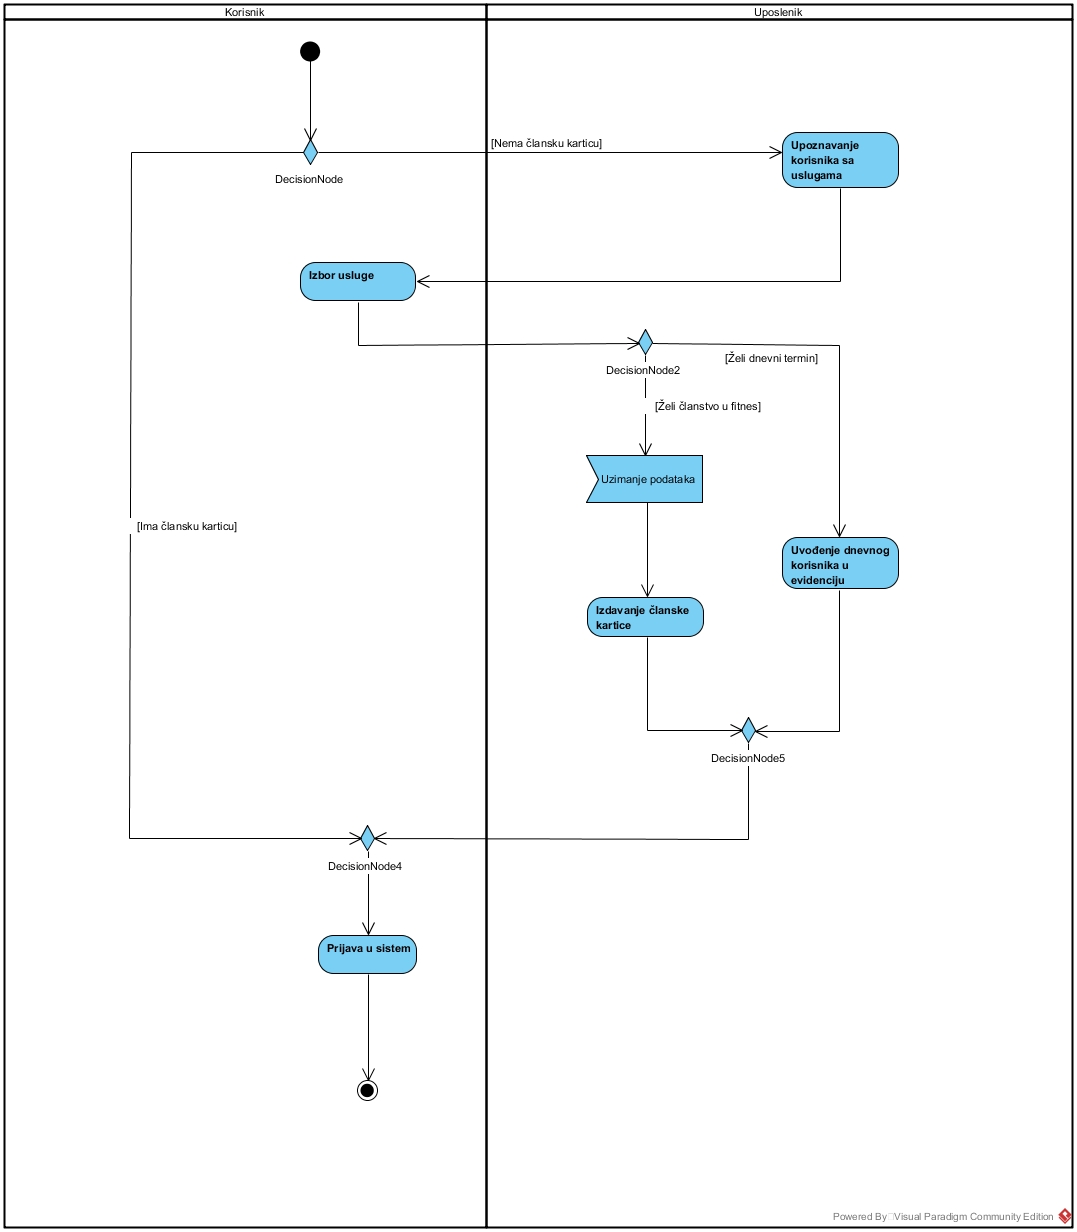 Korisnik
Uposlenik
[Nema člansku karticu]
Upoznavanje
korisnika sa
uslugama
DecisionNode
Izbor usluge
DecisionNode2
[Želi dnevni termin]
[Želi članstvo u fitnes]
Uzimanje podataka
[Ima člansku karticu]
Uvođenje dnevnog
korisnika u
evidenciju
Izdavanje članske
kartice
DecisionNode5
DecisionNode4
Prijava u sistem
Powered By Visual Paradigm Community Edition